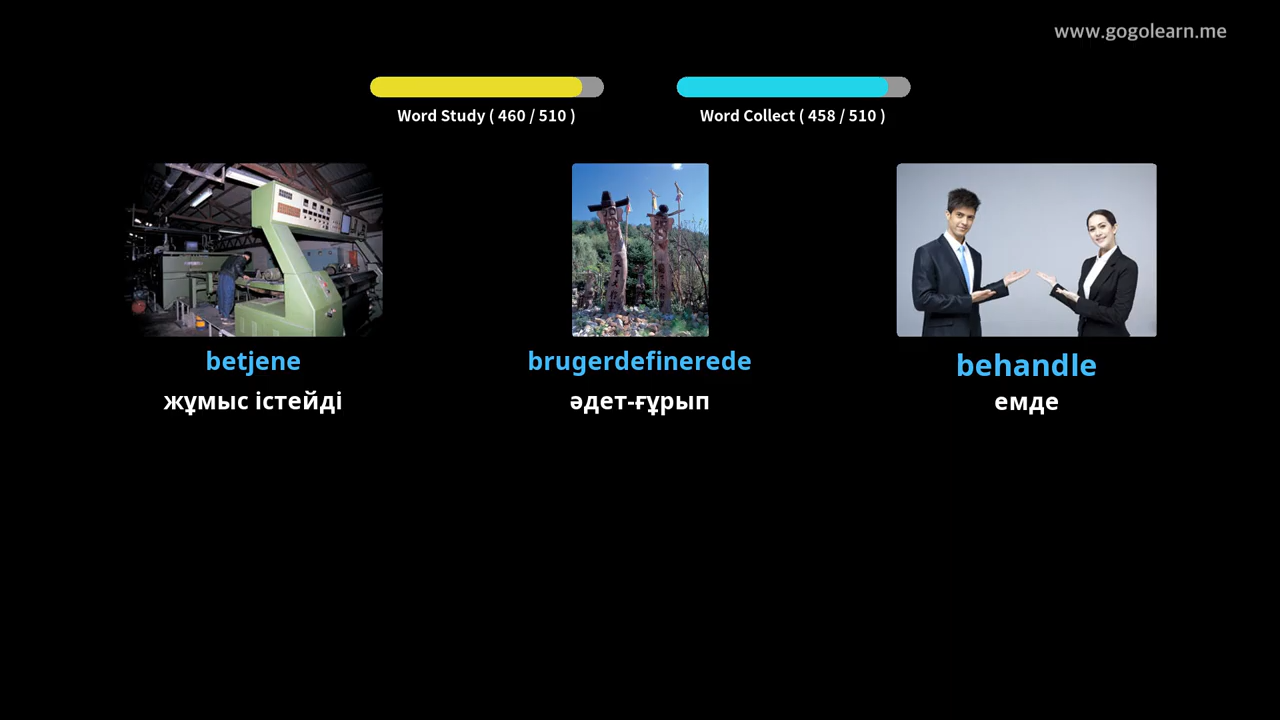 www.gogolearn.me
Word Study ( 460 / 510 )
Word Collect ( 458 / 510 )
betjene
brugerdefinerede
behandle
жұмыс істейді
әдет-ғұрып
емде